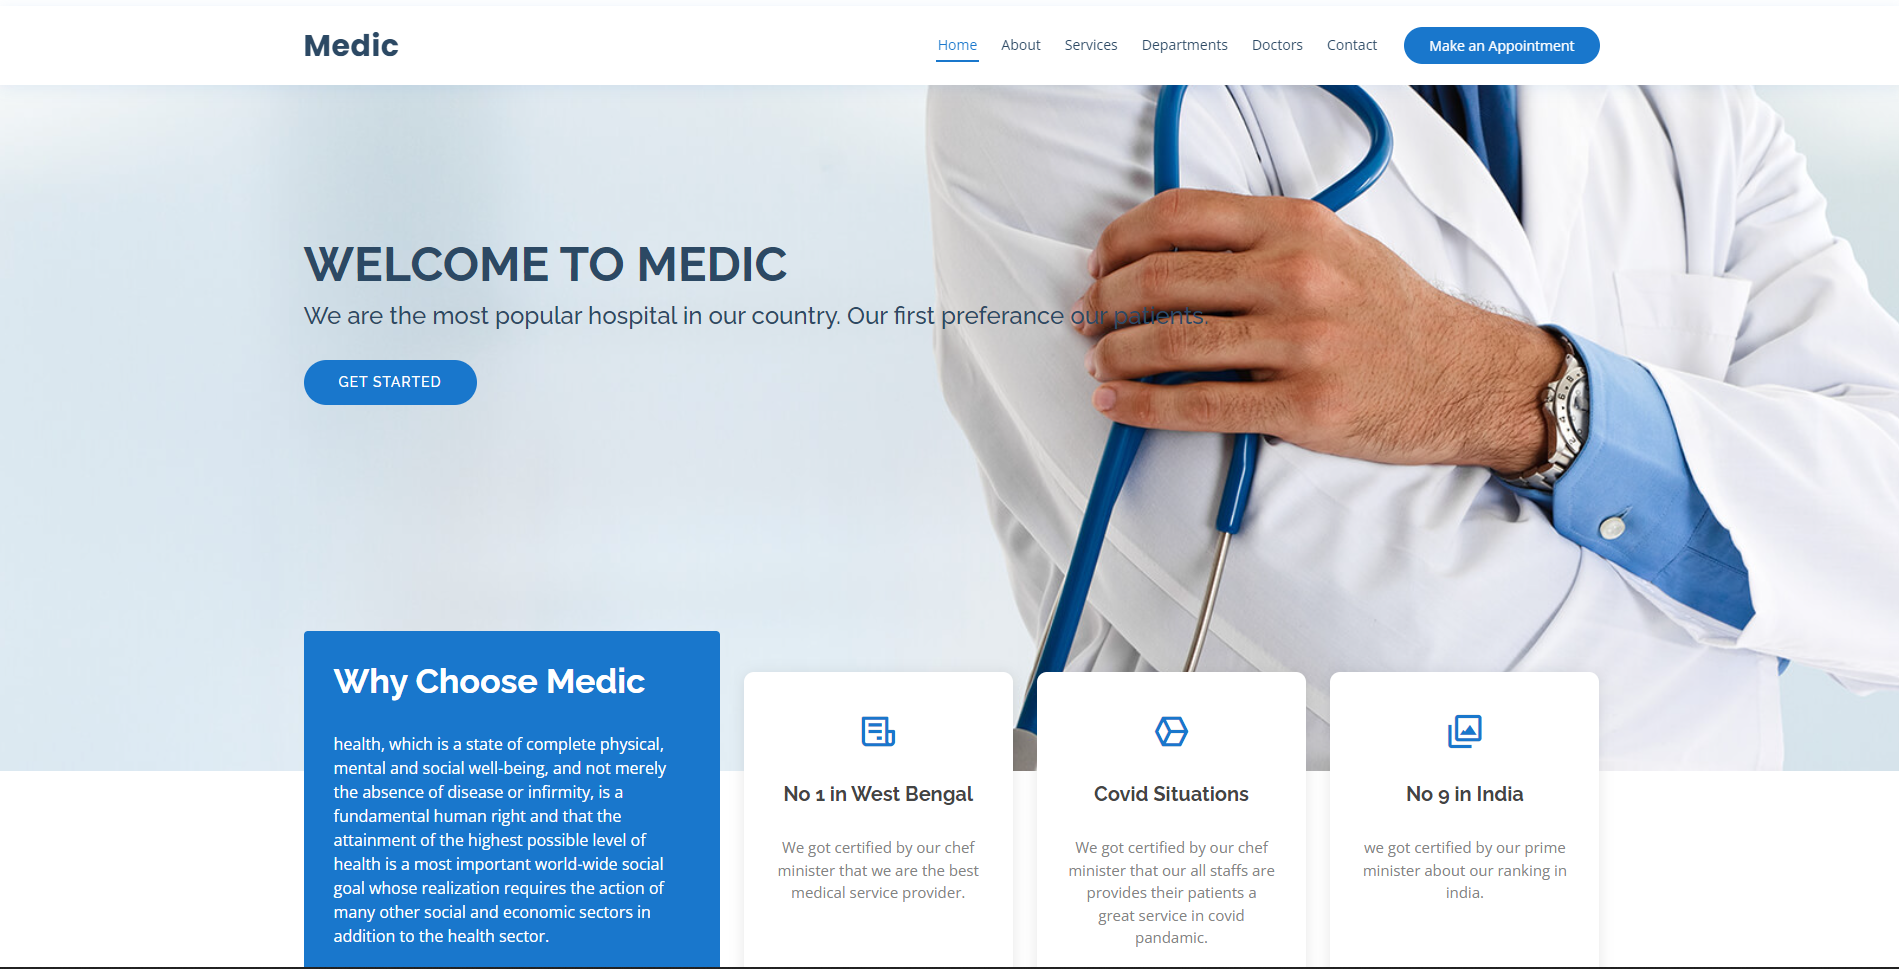 Medic
Home About Services Departments Doctors Contact Make an Appointment
WELCOME TO MEDIC
We are the most popular hospital in our country. Our first preferance our patients.
GET STARTED
Why Choose Medic
health, which is a state of complete physical,
mental and social well-being, and not merely
the absence of disease or infirmity, is a
fundamental human right and that the
attainment of the highest possible level of
health is a most important world-wide social
goal whose realization requires the action of
many other social and economic sectors in
addition to the health sector.
No 1 in West Bengal
We got certified by our chef
minister that we are the best
medical service provider.
Covid Situations
We got certified by our chef
minister that our all staffs are
provides their patients a
great service in covid
pandamic.
No 9 in India
we got certified by our prime
minister about our ranking in
india.